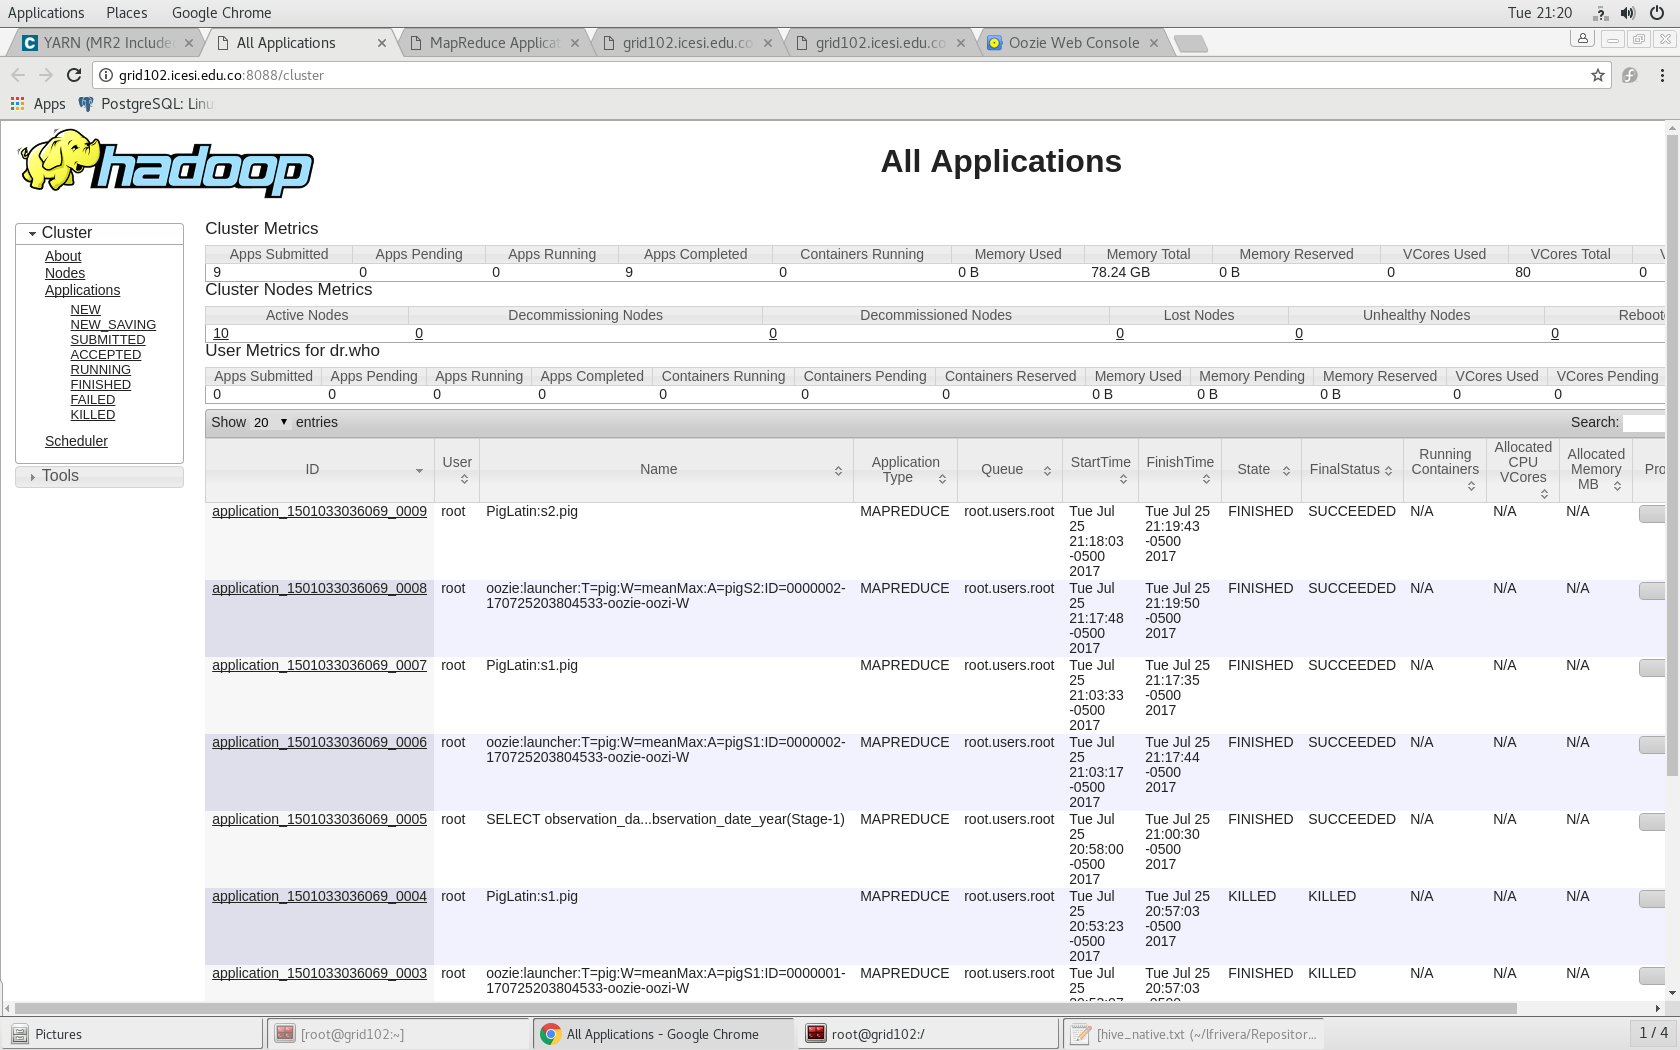 Applications Places Google Chrome Tue 21:20
YARN (MR2 Include All Applications MapReduce Applicat grid102.icesi.edu.co grid102.icesi.edu.co Oozie Web Console
grid102.icesi.edu.co:8088/cluster
Apps PostgreSQL: Linu
hadoop
All Applications
Cluster
About
Nodes
Applications
NEW
NEW_SAVING
SUBMITTED
ACCEPTED
RUNNING
FINISHED
FAILED
KILLED
Scheduler
Tools
Cluster Metrics
Apps Submitted Apps Pending Apps Running Apps Completed Containers Running Memory Used Memory Total Memory Reserved VCores Used VCores Total V
9 0 0 9 0 0 B 78.24 GB 0 B 0 80 0
Cluster Nodes Metrics
Active Nodes Decommissioning Nodes Decommissioned Nodes Lost Nodes Unhealthy Nodes Reboote
10 0 0 0 0 0
User Metrics for dr.who
Apps Submitted Apps Pending Apps Running Apps Completed Containers Running Containers Pending Containers Reserved Memory Used Memory Pending Memory Reserved VCores Used VCores Pending
0 0 0 0 0 0 0 0 B 0 B 0 B 0 0
Show 20 entries Search:
ID User Name Application Type Queue StartTime FinishTime State FinalStatus Running Containers Allocated CPU VCores Allocated Memory MB Pro
application_1501033036069_0009 root PigLatin:s2.pig MAPREDUCE root.users.root Tue Jul Tue Jul 25 FINISHED SUCCEEDED N/A N/A N/A
25 21:19:43
21:18:03 -0500
-0500 2017
2017
application_1501033036069_0008 root oozie:launcher:T=pig:W=meanMax:A=pigS2:ID=0000002- MAPREDUCE root.users.root Tue Jul Tue Jul 25 FINISHED SUCCEEDED N/A N/A N/A
170725203804533-oozie-oozi-W 25 21:19:50
21:17:48 -0500
-0500 2017
2017
application_1501033036069_0007 root PigLatin:s1.pig MAPREDUCE root.users.root Tue Jul Tue Jul 25 FINISHED SUCCEEDED N/A N/A N/A
25 21:17:35
21:03:33 -0500
-0500 2017
2017
application_1501033036069_0006 root oozie:launcher:T=pig:W=meanMax:A=pigS1:ID=0000002- MAPREDUCE root.users.root Tue Jul Tue Jul 25 FINISHED SUCCEEDED N/A N/A N/A
170725203804533-oozie-oozi-W 25 21:17:44
21:03:17 -0500
-0500 2017
2017
application_1501033036069_0005 root SELECT observation_da...bservation_date_year(Stage-1) MAPREDUCE root.users.root Tue Jul Tue Jul 25 FINISHED SUCCEEDED N/A N/A N/A
25 21:00:30
20:58:00 -0500
-0500 2017
2017
application_1501033036069_0004 root PigLatin:s1.pig MAPREDUCE root.users.root Tue Jul Tue Jul 25 KILLED KILLED N/A N/A N/A
25 20:57:03
20:53:23 -0500
-0500 2017
2017
application_1501033036069_0003 root oozie:launcher:T=pig:W=meanMax:A=pigS1:ID=0000001- MAPREDUCE root.users.root Tue Jul Tue Jul 25 FINISHED KILLED N/A N/A N/A
170725203804533-oozie-oozi-W 25 20:57:03
Pictures [root@grid102:~] All Applications - Google Chrome root@grid102:/ [hive_native.txt (~/lfrivera/Repositor... 1 / 4